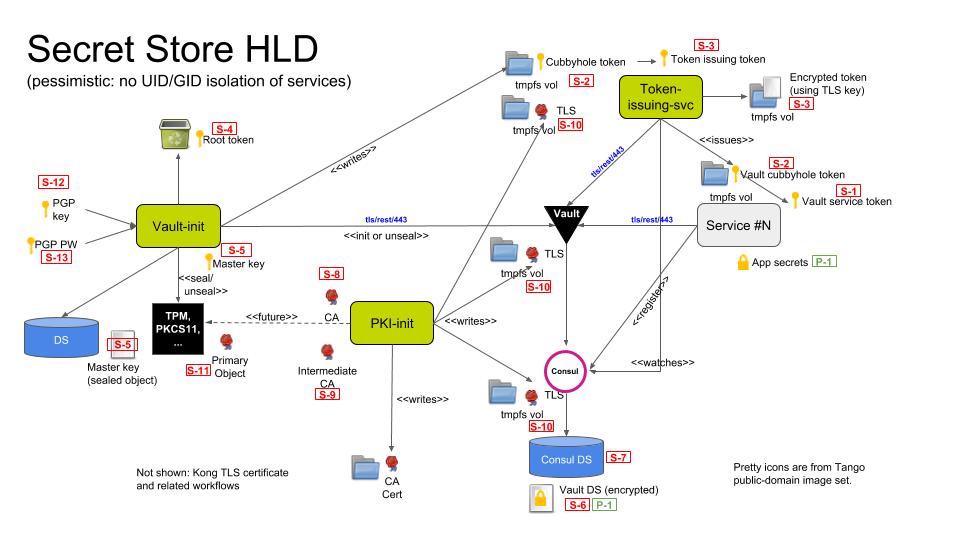 Secret Store HLD
(pessimistic: no UID/GID isolation of services)
S-3
Cubbyhole token
Token issuing token
S-2
tmpfs vol
Token-
issuing-svc
Encrypted token
(using TLS key)
S-3
tmpfs vol
TLS
S-10
tmpfs vol
S-4
Root token
<<writes>>
tls/rest/443
<<issues>>
S-2
Vault cubbyhole token
tmpfs vol
S-1
Vault service token
S-12
PGP
key
PGP PW
S-13
Vault-init
tls/rest/443
<<init or unseal>>
Vault
tls/rest/443
Service #N
S-5
Master key
<<seal/
unseal>>
TLS
tmpfs vol
S-10
App secrets
P-1
S-8
CA
<<register>>
DS
S-5
Master key
(sealed object)
TPM,
PKCS11,
...
<<future>>
PKI-init
<<writes>>
Primary
Object
S-11
Intermediate
CA
S-9
Consul
<<watches>>
<<writes>>
TLS
tmpfs vol
S-10
Consul DS
S-7
CA
Cert
Not shown: Kong TLS certificate
and related workflows
Vault DS (encrypted)
S-6
P-1
Pretty icons are from Tango
public-domain image set.